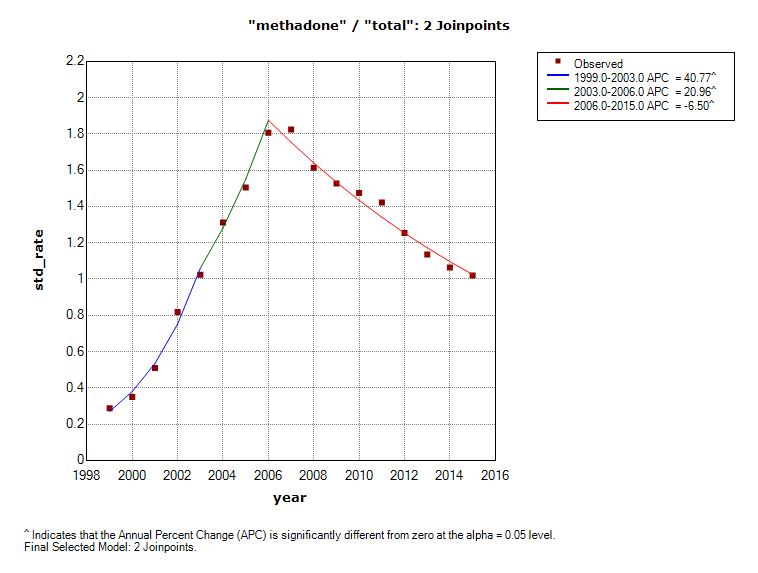 "methadone" / "total": 2 Joinpoints
Observed
1999.0-2003.0 APC = 40.77^
2003.0-2006.0 APC = 20.96^
2006.0-2015.0 APC = -6.50^
std_rate
2.2
2
1.8
1.6
1.4
1.2
1
0.8
0.6
0.4
0.2
0
1998 2000 2002 2004 2006 2008 2010 2012 2014 2016
year
^ Indicates that the Annual Percent Change (APC) is significantly different from zero at the alpha = 0.05 level.
Final Selected Model: 2 Joinpoints.